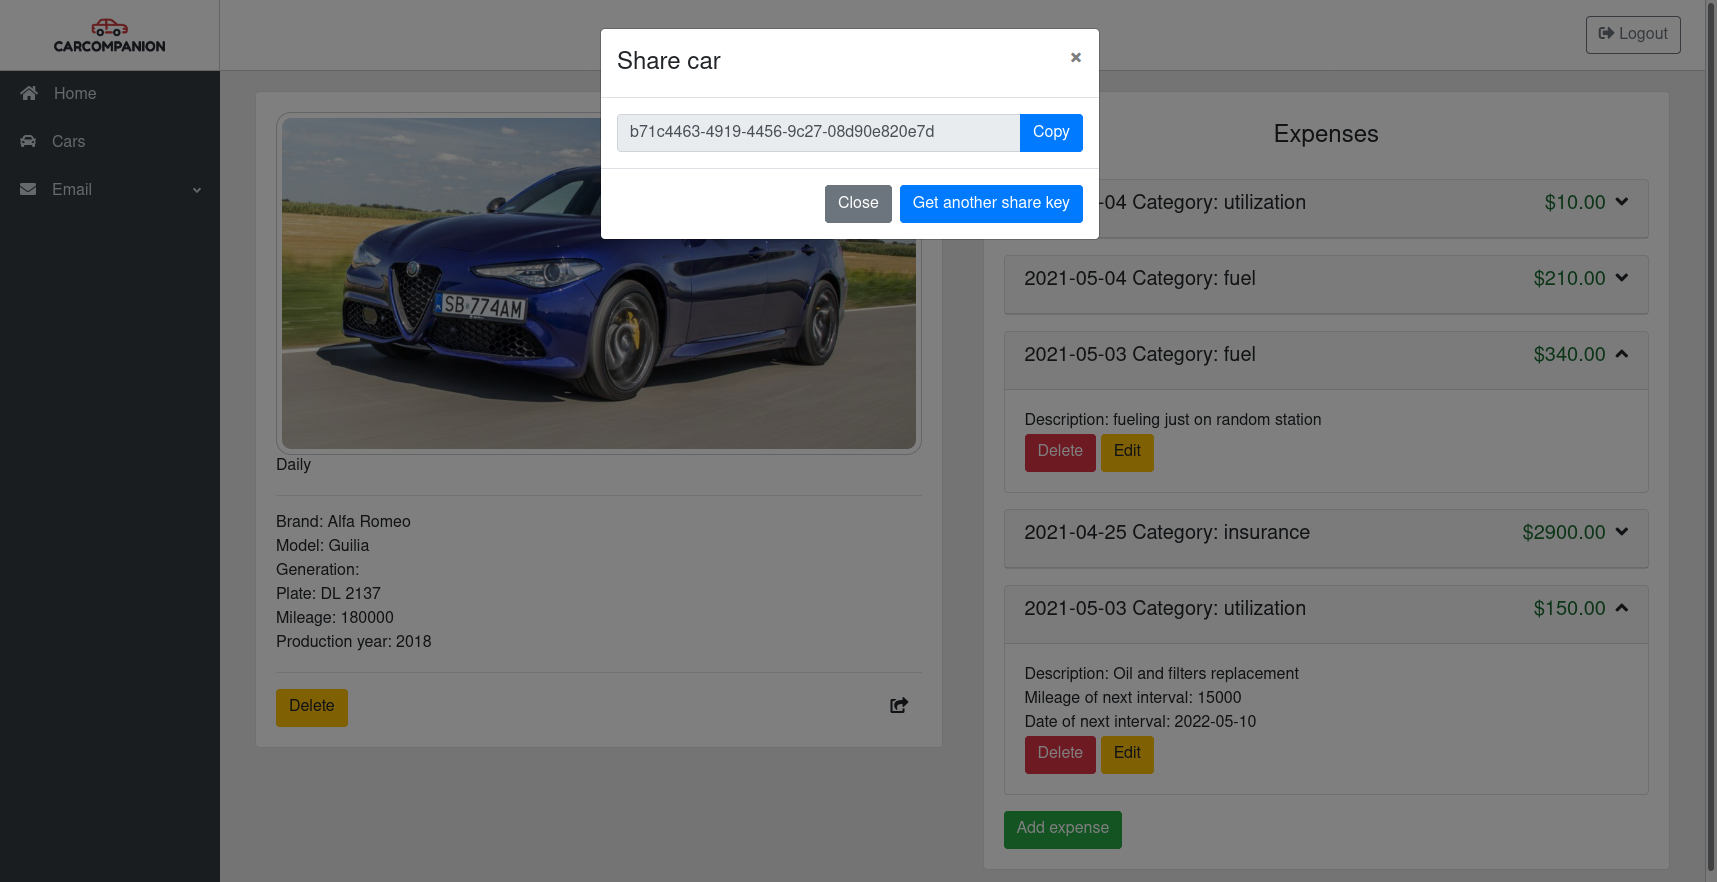 CARCOMPANION
Logout
Home
Cars
Email
Share car
×
b71c4463-4919-4456-9c27-08d90e820e7d
Copy
Close
Get another share key
SB 774AM
Daily
Brand: Alfa Romeo
Model: Guilia
Generation:
Plate: DL 2137
Mileage: 180000
Production year: 2018
Delete
Expenses
-04 Category: utilization $10.00
2021-05-04 Category: fuel $210.00
2021-05-03 Category: fuel $340.00
Description: fueling just on random station
Delete Edit
2021-04-25 Category: insurance $2900.00
2021-05-03 Category: utilization $150.00
Description: Oil and filters replacement
Mileage of next interval: 15000
Date of next interval: 2022-05-10
Delete Edit
Add expense